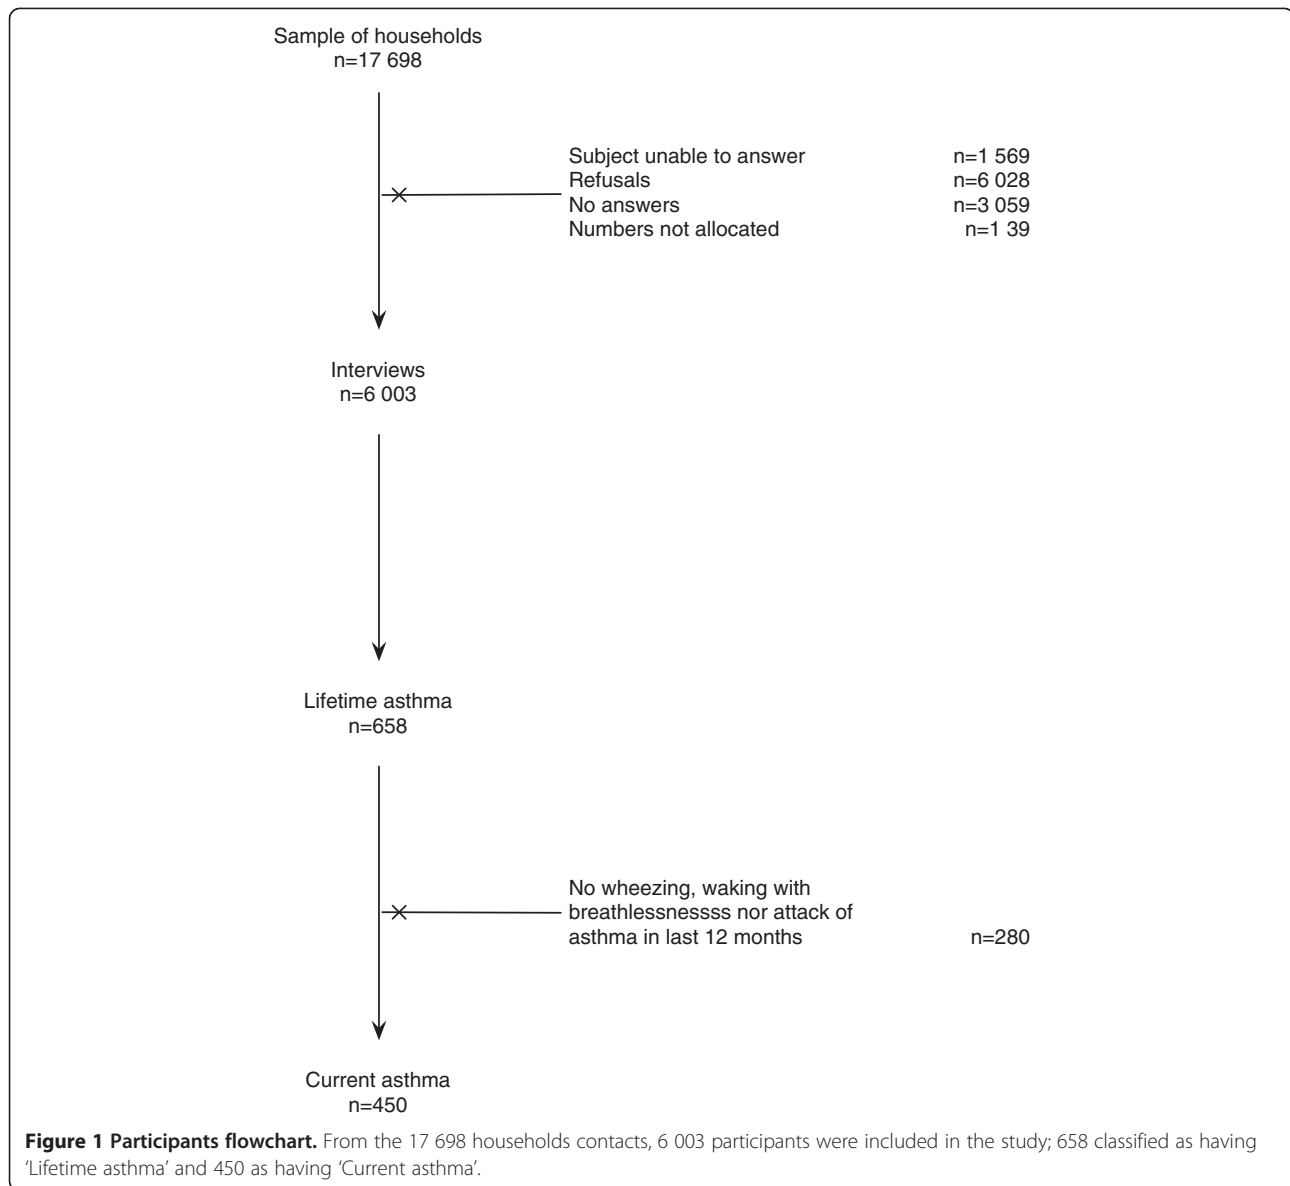 Sample of households
n=17 698
Subject unable to answer n=1 569
Refusals n=6 028
No answers n=3 059
Numbers not allocated n=1 39
Interviews
n=6 003
Lifetime asthma
n=658
No wheezing, waking with
breathlessnessss nor attack of
asthma in last 12 months n=280
Current asthma
n=450
Figure 1 Participants flowchart. From the 17 698 households contacts, 6 003 participants were included in the study; 658 classified as having
‘Lifetime asthma’ and 450 as having ‘Current asthma’.